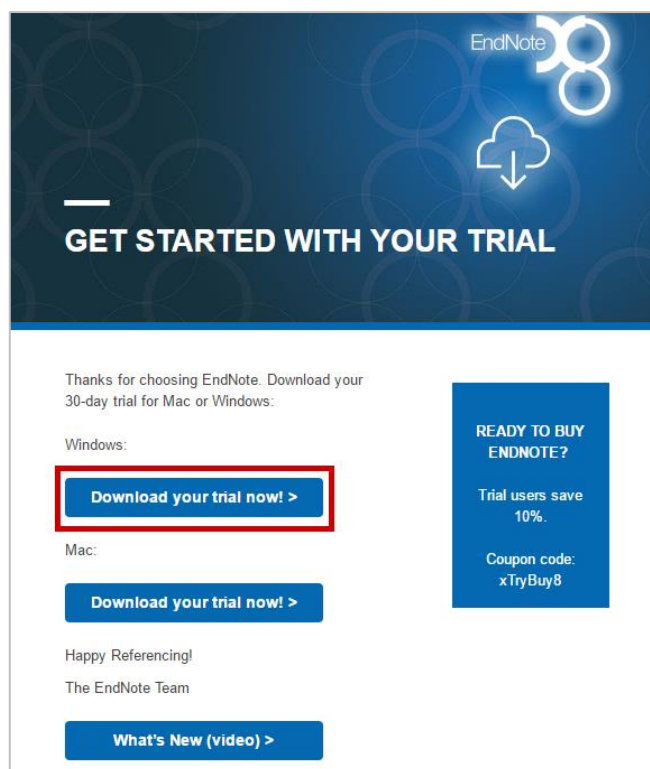 EndNote X8
GET STARTED WITH YOUR TRIAL
Thanks for choosing EndNote. Download your
30-day trial for Mac or Windows:
Windows:
Download your trial now! >
Mac:
Download your trial now! >
Happy Referencing!
The EndNote Team
What's New (video) >
READY TO BUY
ENDNOTE?
Trial users save
10%.
Coupon code:
xTryBuy8